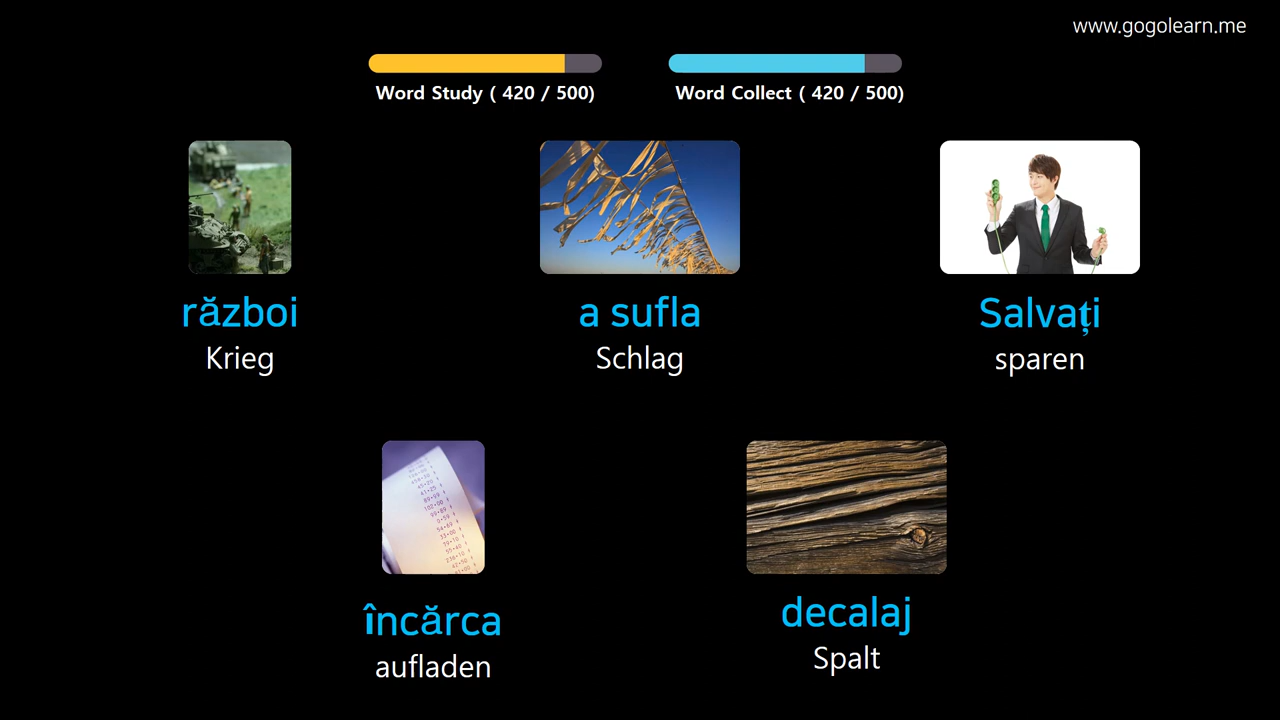 www.gogolearn.me
Word Study ( 420 / 500)
Word Collect ( 420 / 500)
război
Krieg
a sufla
Schlag
Salvați
sparen
încărca
aufladen
decalaj
Spalt